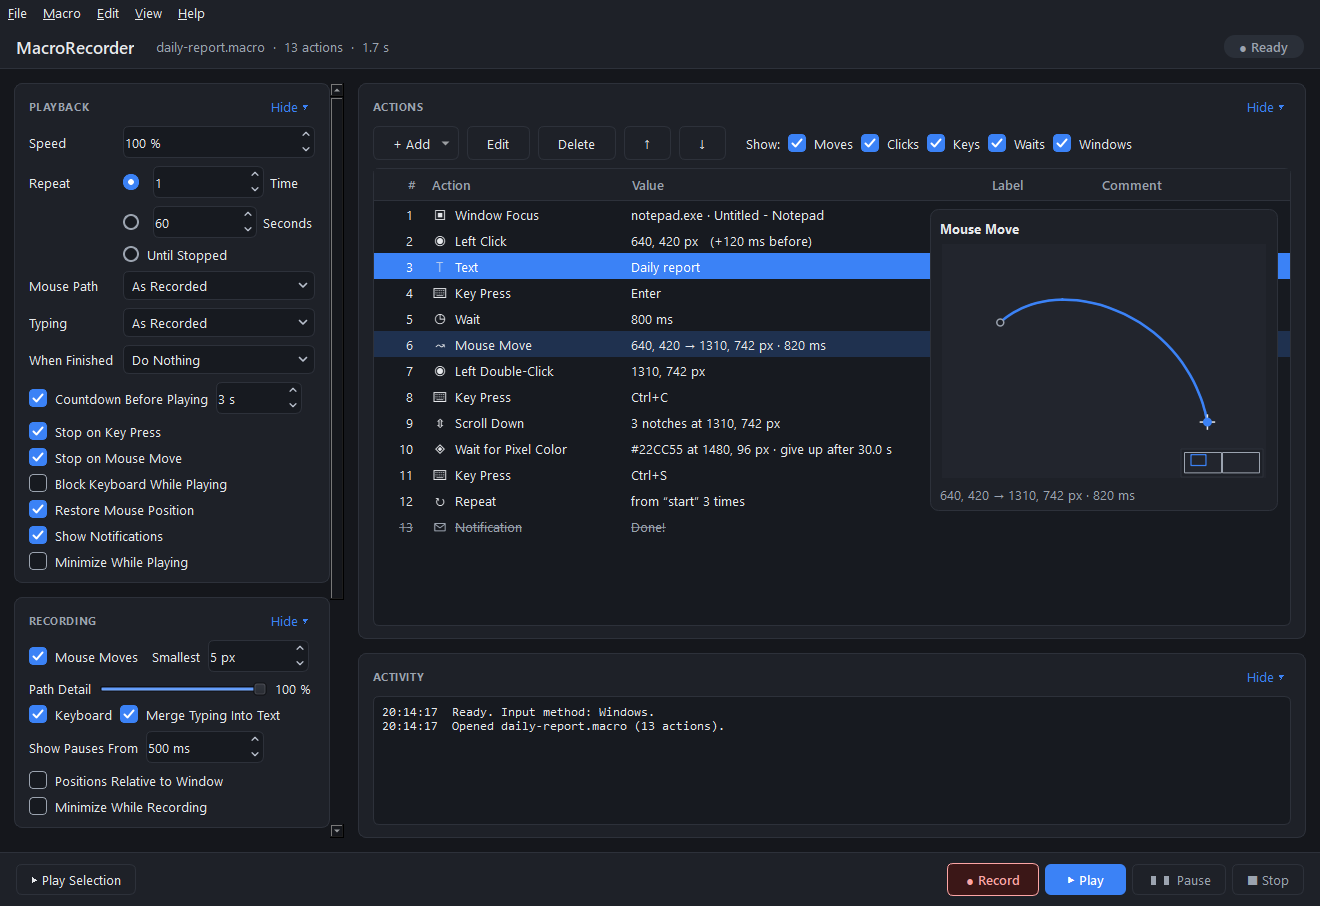 File Macro Edit View Help
MacroRecorder daily-report.macro · 13 actions · 1.7 s
● Ready
PLAYBACK Hide
Speed 100 %
Repeat 1 Time
60 Seconds
Until Stopped
Mouse Path As Recorded
Typing As Recorded
When Finished Do Nothing
Countdown Before Playing 3 s
Stop on Key Press
Stop on Mouse Move
Block Keyboard While Playing
Restore Mouse Position
Show Notifications
Minimize While Playing
RECORDING Hide
Mouse Moves Smallest 5 px
Path Detail 100 %
Keyboard Merge Typing Into Text
Show Pauses From 500 ms
Positions Relative to Window
Minimize While Recording
ACTIONS Hide
+ Add Edit Delete ↑ ↓ Show: Moves Clicks Keys Waits Windows
# Action Value Label Comment
1 Window Focus notepad.exe · Untitled - Notepad
2 Left Click 640, 420 px (+120 ms before)
3 Text Daily report
4 Key Press Enter
5 Wait 800 ms
6 Mouse Move 640, 420 → 1310, 742 px · 820 ms
7 Left Double-Click 1310, 742 px
8 Key Press Ctrl+C
9 Scroll Down 3 notches at 1310, 742 px
10 Wait for Pixel Color #22CC55 at 1480, 96 px · give up after 30.0 s
11 Key Press Ctrl+S
12 Repeat from “start” 3 times
13 Notification Done!
Mouse Move
640, 420 → 1310, 742 px · 820 ms
ACTIVITY Hide
20:14:17 Ready. Input method: Windows.
20:14:17 Opened daily-report.macro (13 actions).
Play Selection
● Record Play Pause Stop